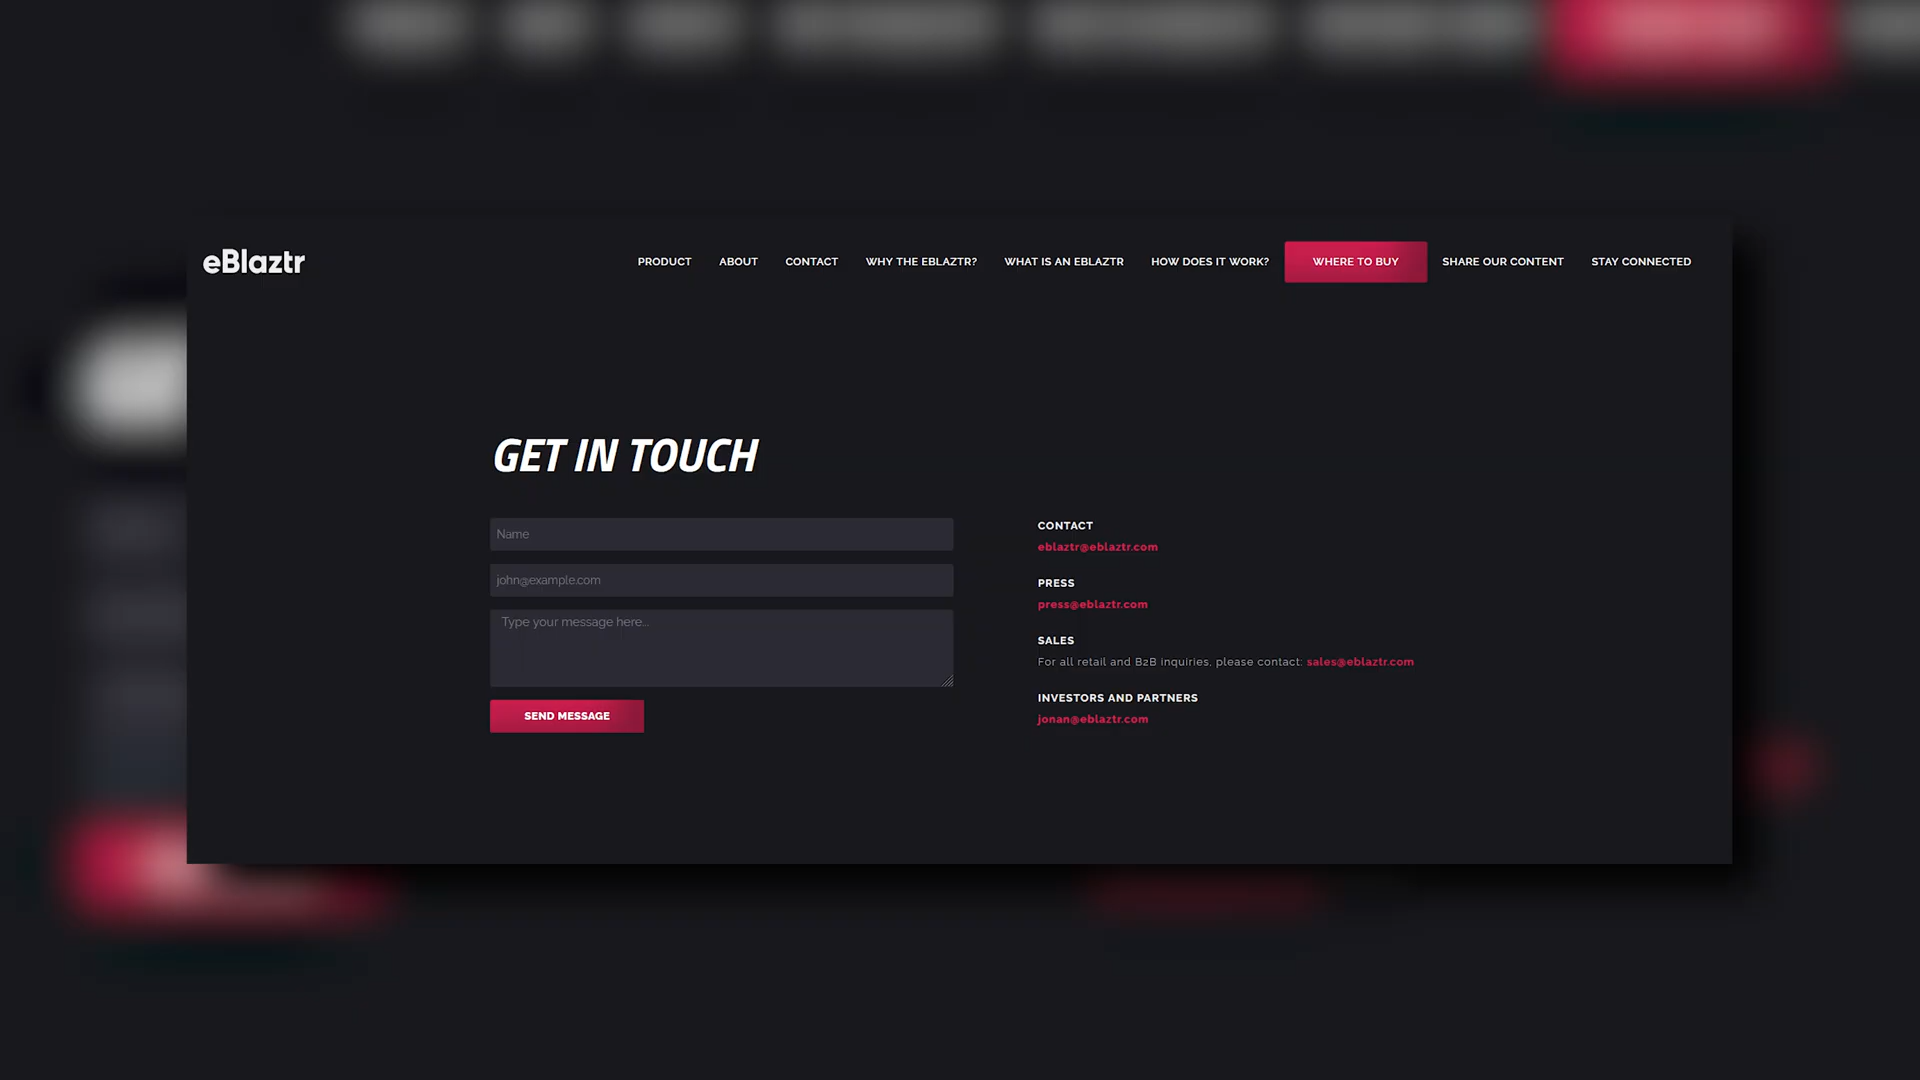 eBlaztr
PRODUCT ABOUT CONTACT WHY THE EBLAZTR? WHAT IS AN EBLAZTR HOW DOES IT WORK? WHERE TO BUY SHARE OUR CONTENT STAY CONNECTED
GET IN TOUCH
Name
john@example.com
Type your message here...
SEND MESSAGE
CONTACT
eblaztr@eblaztr.com
PRESS
press@eblaztr.com
SALES
For all retail and B2B inquiries, please contact: sales@eblaztr.com
INVESTORS AND PARTNERS
jonan@eblaztr.com